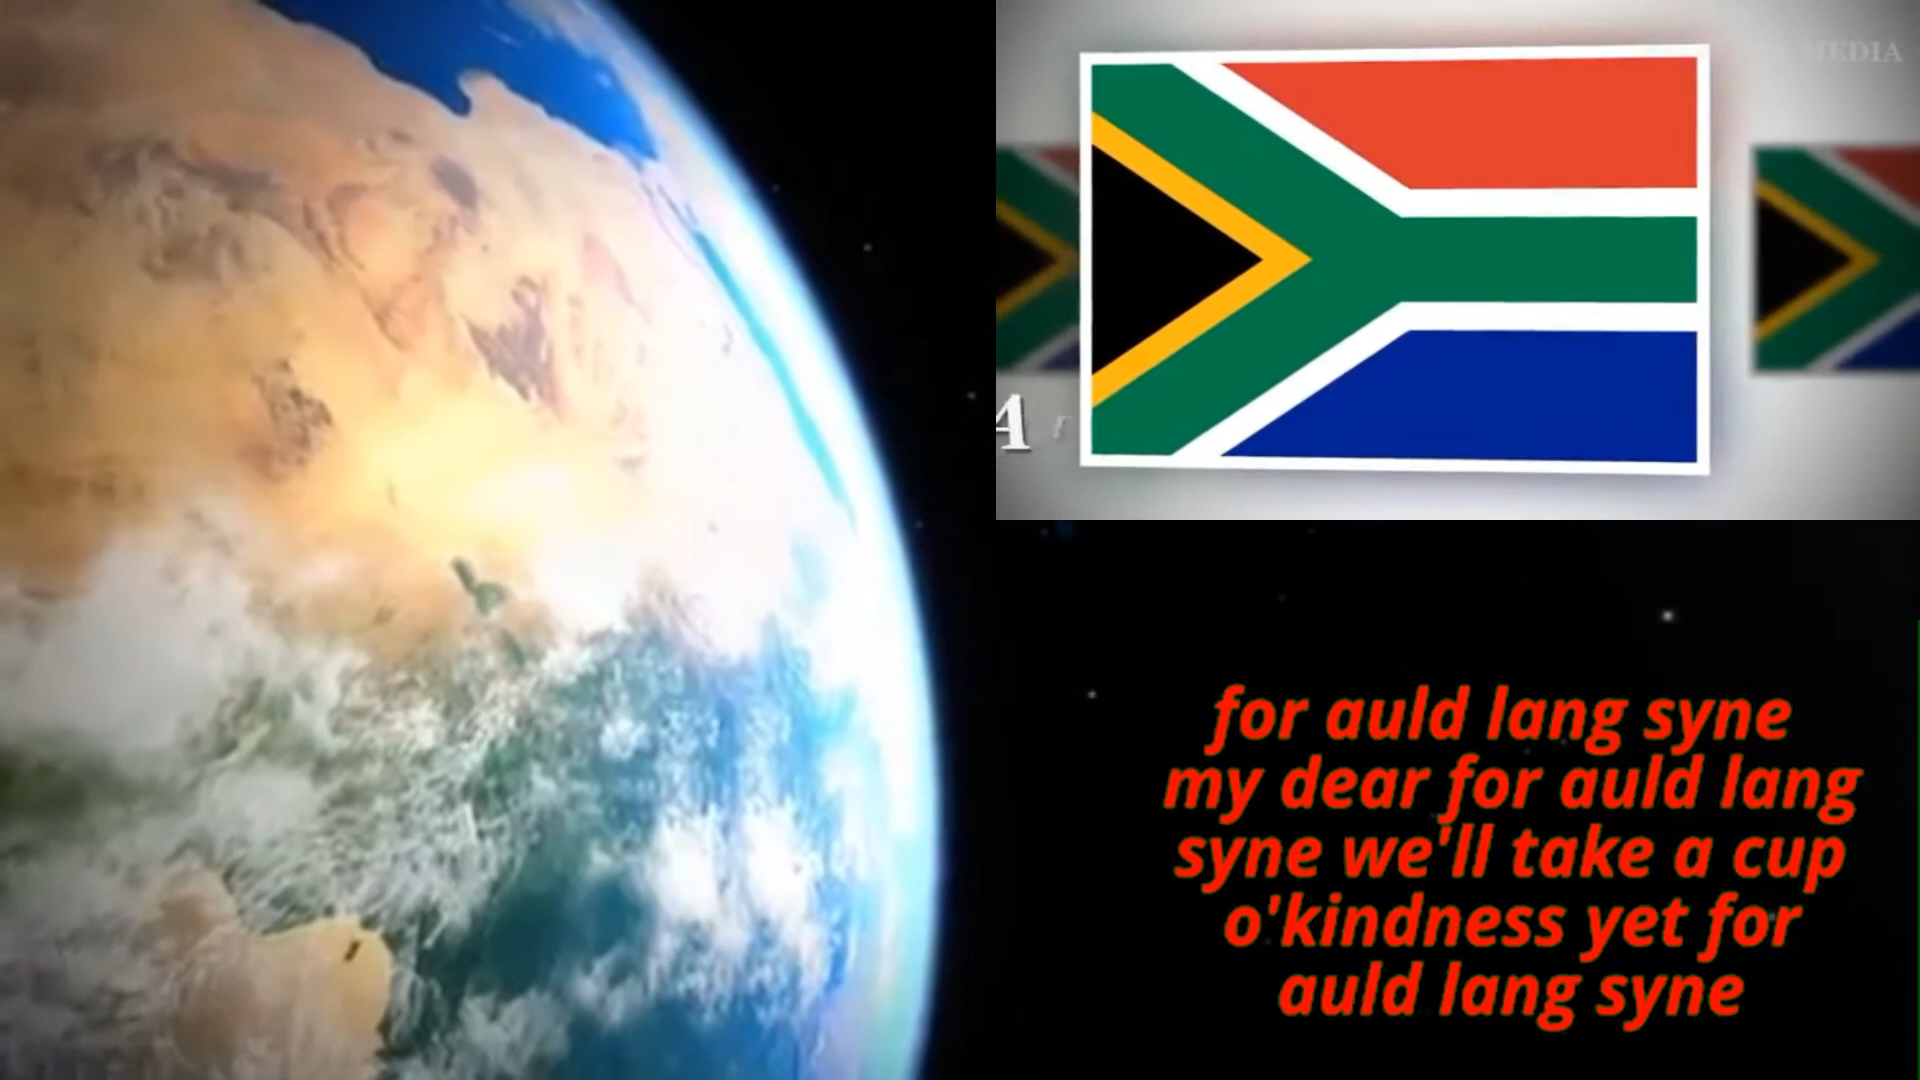 MEDIA
A
for auld lang syne
my dear for auld lang
syne we'll take a cup
o'kindness yet for
auld lang syne